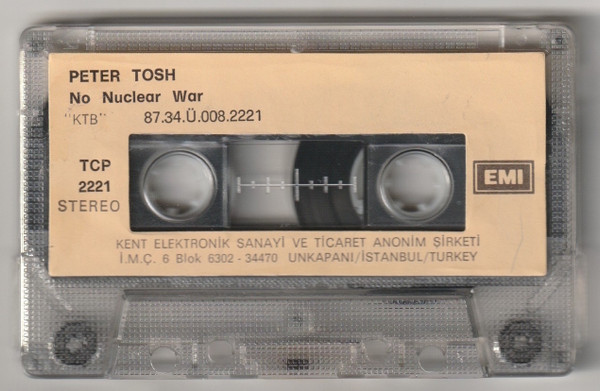 PETER TOSH
No Nuclear War
"KTB" 87.34.Ü.008.2221
TCP
2221
STEREO
EMI
KENT ELEKTRONİK SANAYİ VE TİCARET ANONİM ŞİRKETİ
İ.M.Ç. 6 Blok 6302 - 34470 UNKAPANI/İSTANBUL/TURKEY